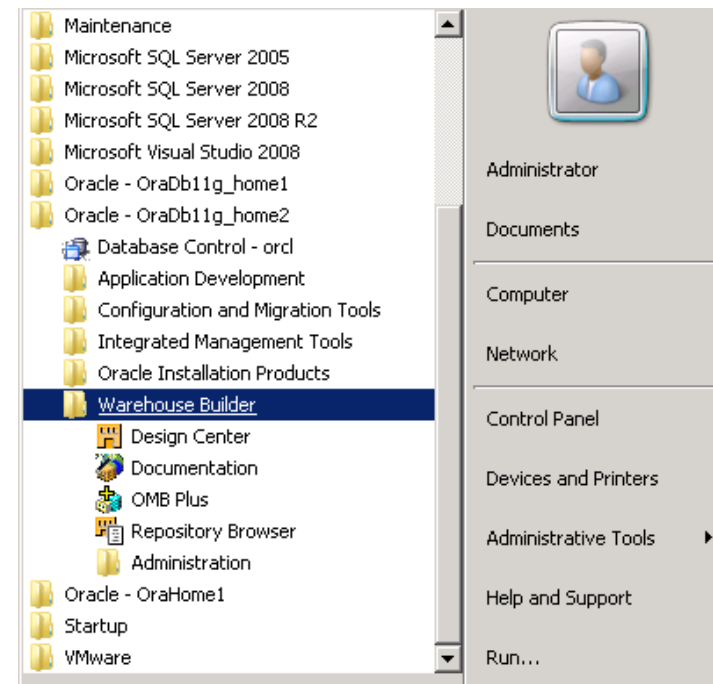 Maintenance
Microsoft SQL Server 2005
Microsoft SQL Server 2008
Microsoft SQL Server 2008 R2
Microsoft Visual Studio 2008
Oracle - OraDb11g_home1
Oracle - OraDb11g_home2
Database Control - orcl
Application Development
Configuration and Migration Tools
Integrated Management Tools
Oracle Installation Products
Warehouse Builder
Design Center
Documentation
OMB Plus
Repository Browser
Administration
Oracle - OraHome1
Startup
VMware
Administrator
Documents
Computer
Network
Control Panel
Devices and Printers
Administrative Tools
Help and Support
Run...